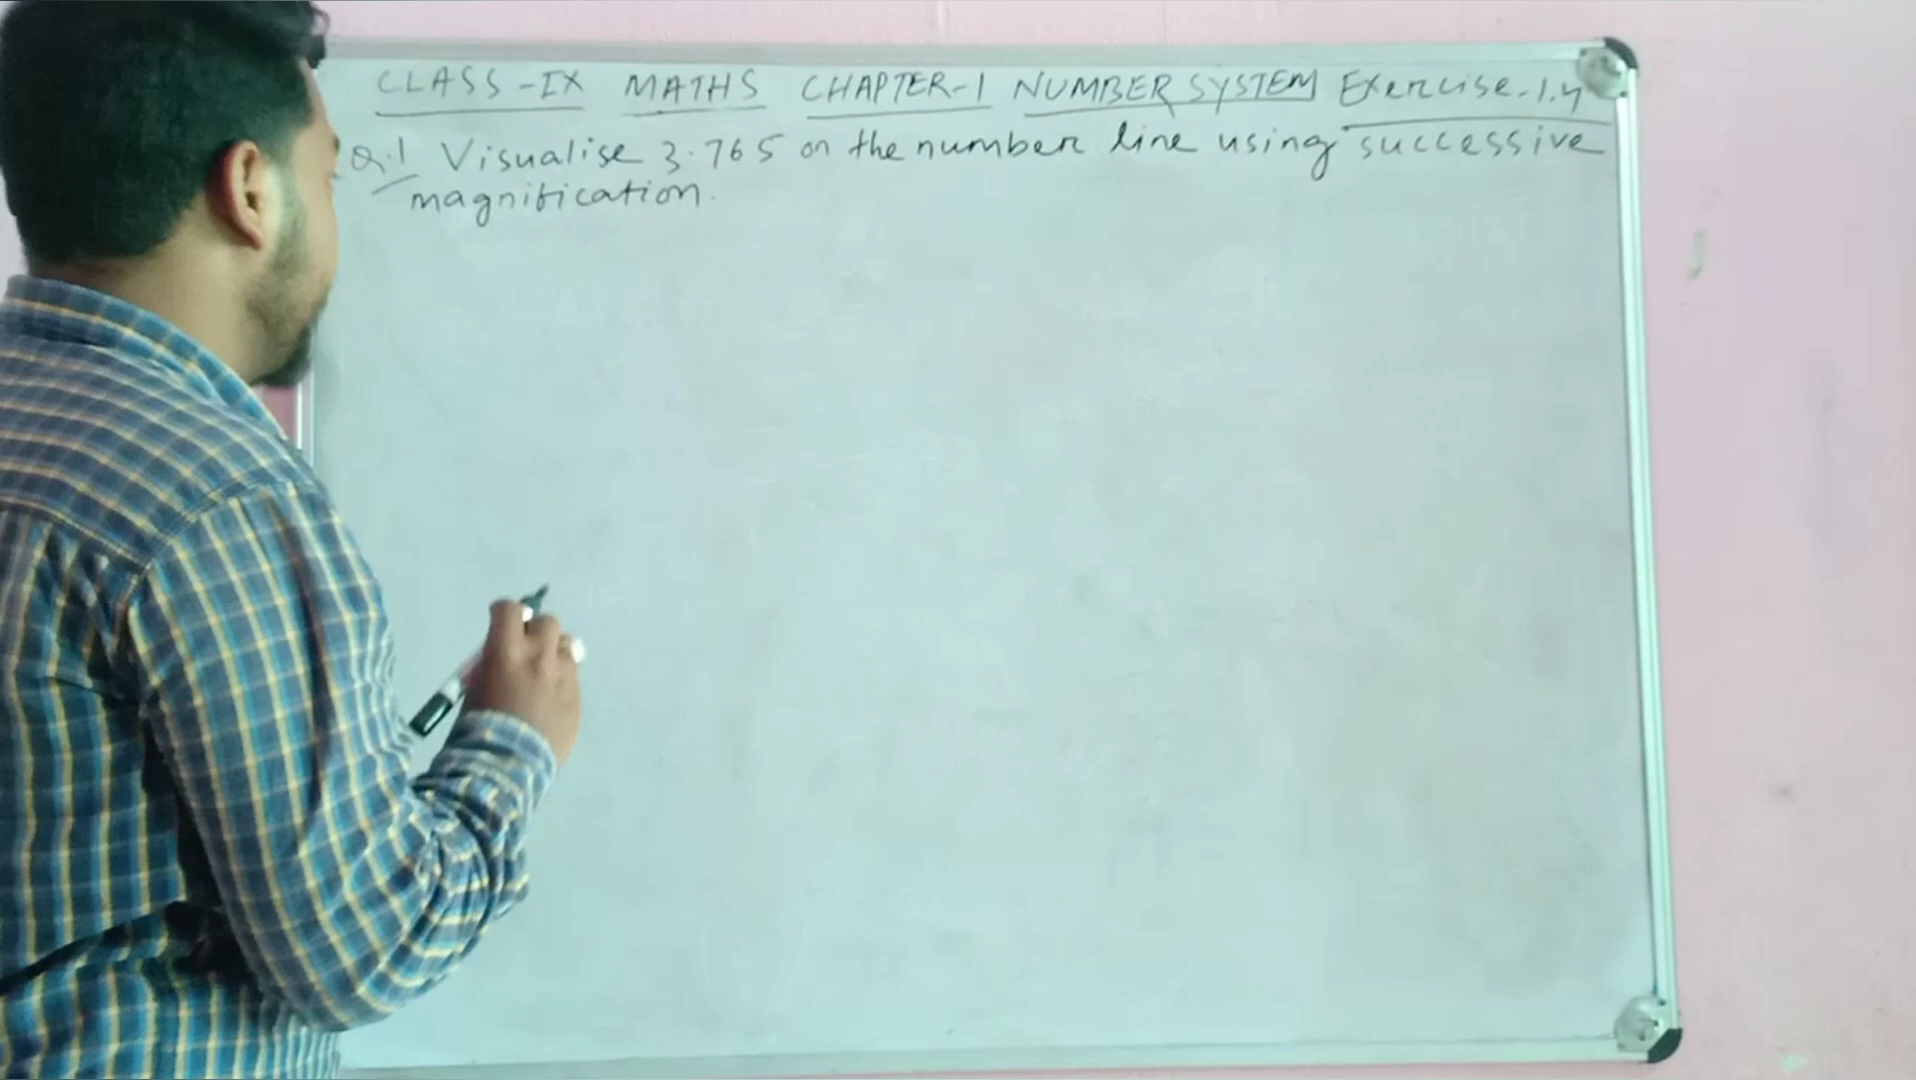 CLASS-IX MATHS CHAPTER-1 NUMBER SYSTEM Exercise-1.4
Q.1 Visualise 3.765 on the number line using successive
magnification.